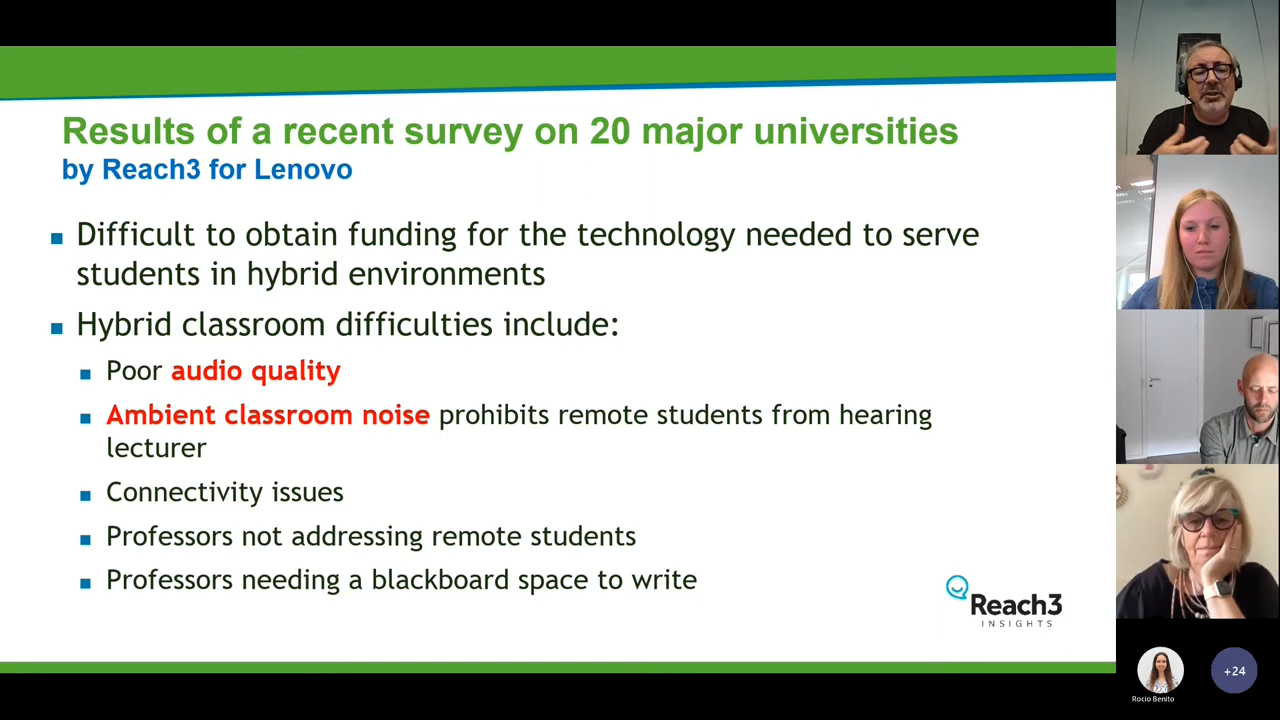 Results of a recent survey on 20 major universities
by Reach3 for Lenovo
Difficult to obtain funding for the technology needed to serve
students in hybrid environments
Hybrid classroom difficulties include:
Poor audio quality
Ambient classroom noise prohibits remote students from hearing
lecturer
Connectivity issues
Professors not addressing remote students
Professors needing a blackboard space to write
Reach3
INSIGHTS
Rocio Benito
+24